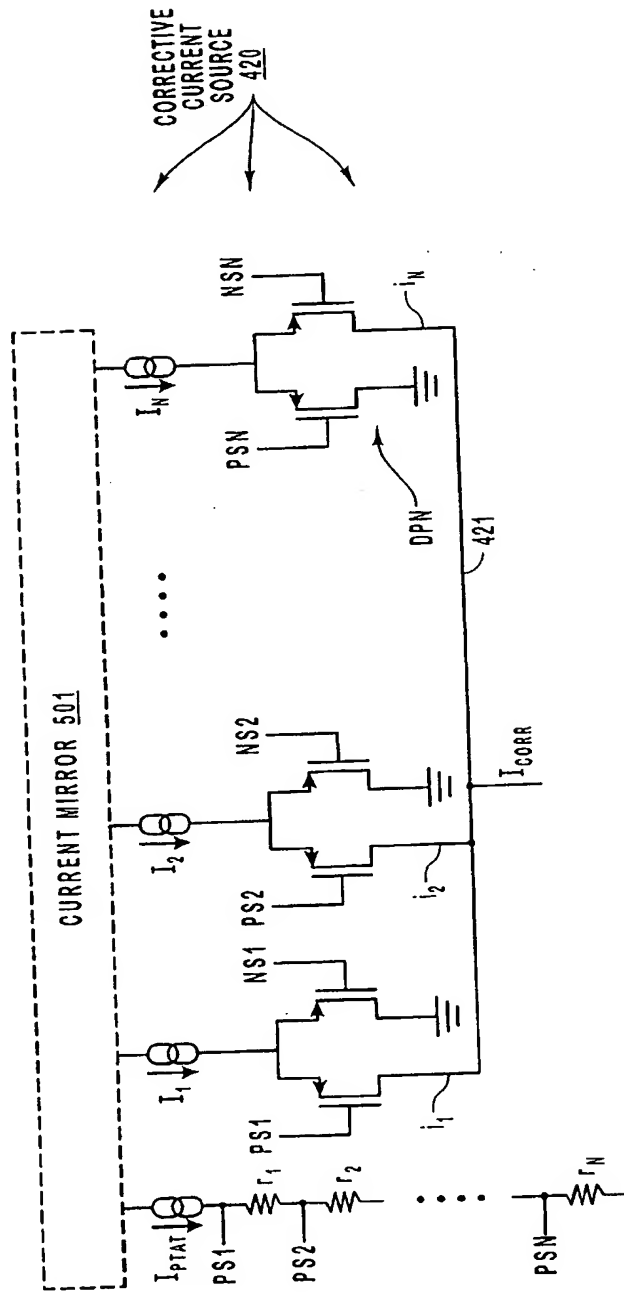 CORRECTIVE
CURRENT
SOURCE
420
CURRENT MIRROR 501
I_PTAT
I_1
I_2
I_N
PS1
r_1
PS2
r_2
PSN
r_N
PS1
NS1
i_1
PS2
NS2
i_2
PSN
NSN
i_N
DPN
421
I_CORR